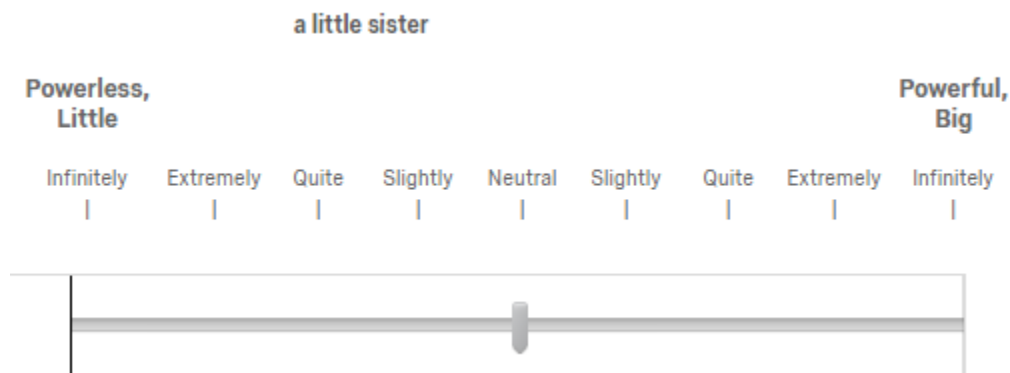 a little sister
Powerless, Powerful,
Little Big
Infinitely Extremely Quite Slightly Neutral Slightly Quite Extremely Infinitely